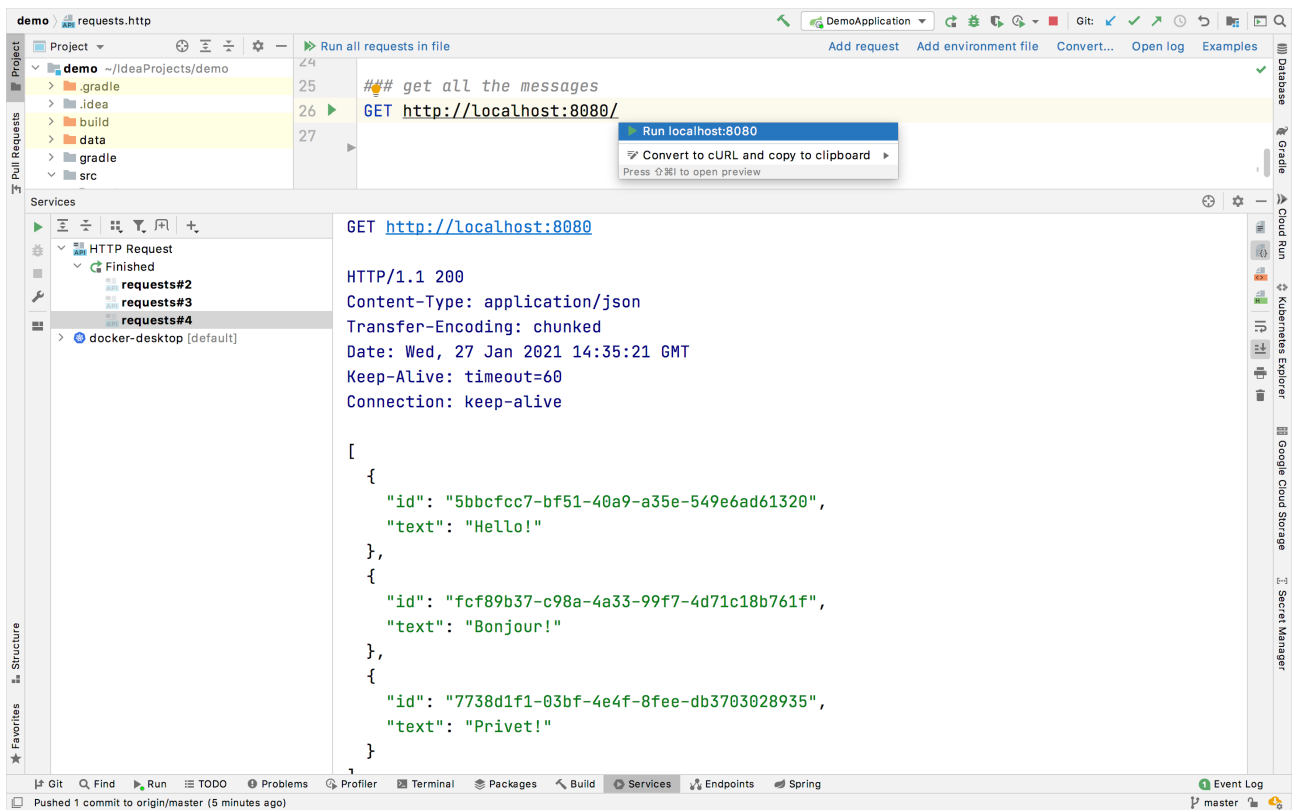 demo requests.http
DemoApplication
Git:
Project
Run all requests in file
Add request Add environment file Convert... Open log Examples
demo ~/IdeaProjects/demo
.gradle
.idea
build
data
gradle
src
24
25 ### get all the messages
26 GET http://localhost:8080/
27
Run localhost:8080
Convert to cURL and copy to clipboard
Press ⇧⌘I to open preview
Services
HTTP Request
Finished
requests#2
requests#3
requests#4
docker-desktop [default]
GET http://localhost:8080
HTTP/1.1 200
Content-Type: application/json
Transfer-Encoding: chunked
Date: Wed, 27 Jan 2021 14:35:21 GMT
Keep-Alive: timeout=60
Connection: keep-alive
[
{
"id": "5bbcfcc7-bf51-40a9-a35e-549e6ad61320",
"text": "Hello!"
},
{
"id": "fcf89b37-c98a-4a33-99f7-4d71c18b761f",
"text": "Bonjour!"
},
{
"id": "7738d1f1-03bf-4e4f-8fee-db3703028935",
"text": "Privet!"
}
]
Project
Pull Requests
Structure
Favorites
Database
Gradle
Cloud Run
Kubernetes Explorer
Google Cloud Storage
Secret Manager
Git Find Run TODO Problems Profiler Terminal Packages Build Services Endpoints Spring
1 Event Log
Pushed 1 commit to origin/master (5 minutes ago)
master